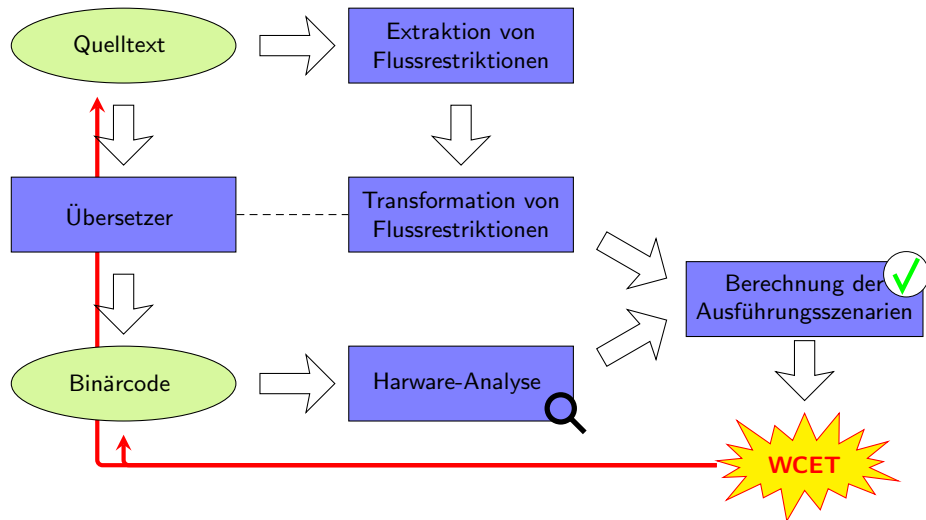 Quelltext
Extraktion von
Flussrestriktionen
Übersetzer
Transformation von
Flussrestriktionen
Berechnung der
Ausführungsszenarien
Binärcode
Harware-Analyse
WCET